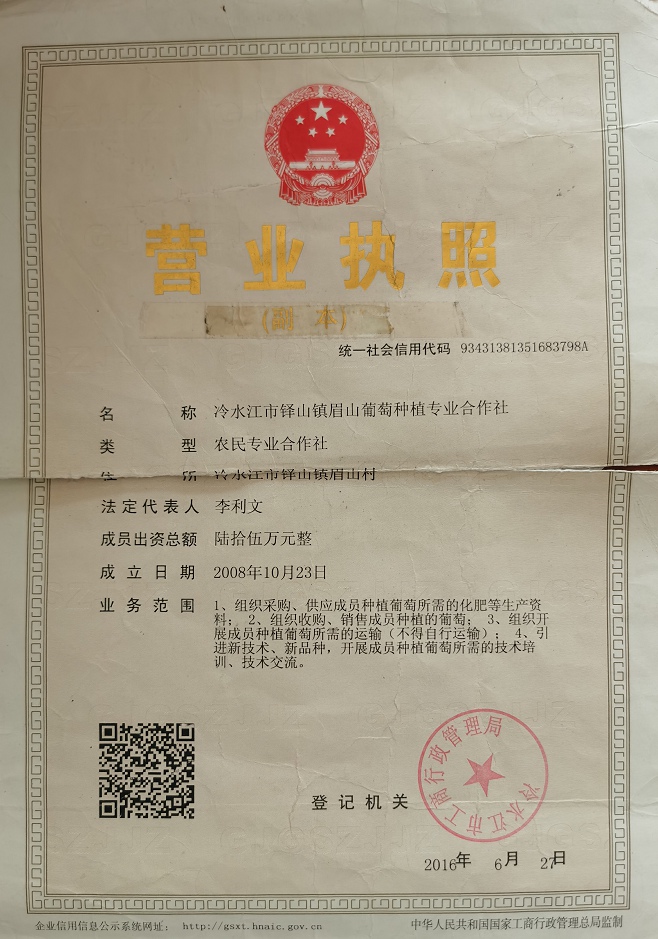 营业执照
(副 本)
统一社会信用代码 93431381351683798A
名 称 冷水江市铎山镇眉山葡萄种植专业合作社
类 型 农民专业合作社
住 所 冷水江市铎山镇眉山村
法定代表人 李利文
成员出资总额 陆拾伍万元整
成立日期 2008年10月23日
业务范围 1、组织采购、供应成员种植葡萄所需的化肥等生产资
料; 2、组织收购、销售成员种植的葡萄; 3、组织开
展成员种植葡萄所需的运输(不得自行运输); 4、引
进新技术、新品种,开展成员种植葡萄所需的技术培
训、技术交流。
冷水江市工商行政管理局
登记机关
2016年 6月 27日
企业信用信息公示系统网址: http://gsxt.hnaic.gov.cn
中华人民共和国国家工商行政管理总局监制